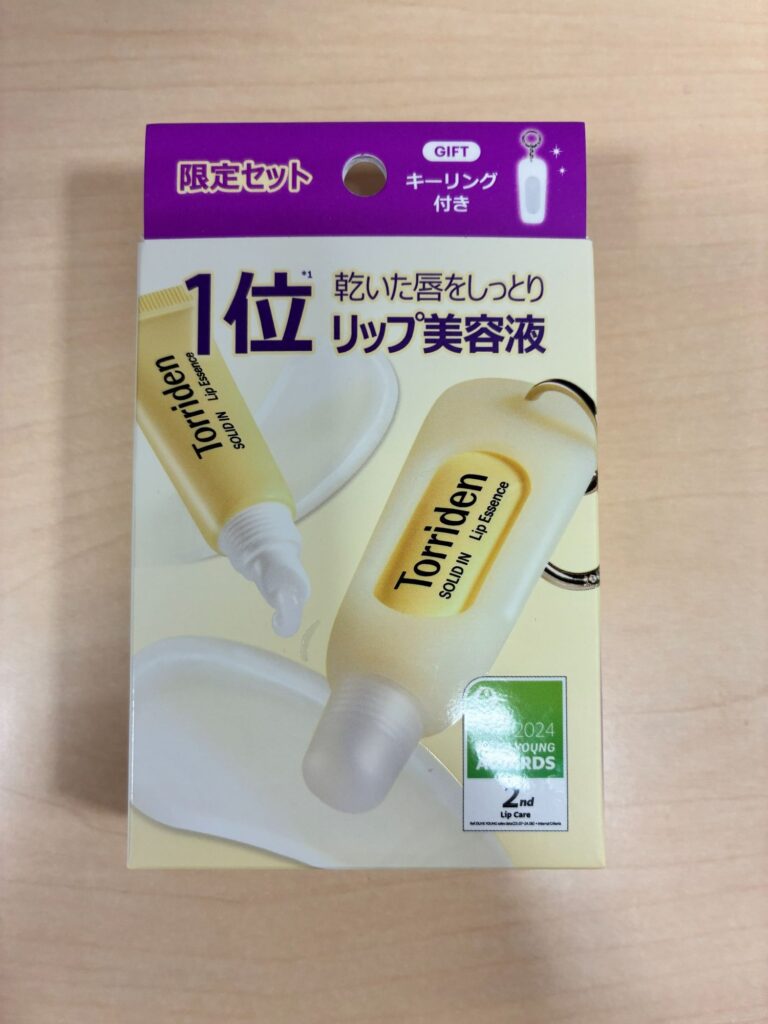 限定セット
GIFT
キーリング
付き
1位*1
乾いた唇をしっとり
リップ美容液
Torriden
SOLID IN Lip Essence
Torriden
SOLID IN Lip Essence
2024
YOUNG
AWARDS
2nd
Lip Care